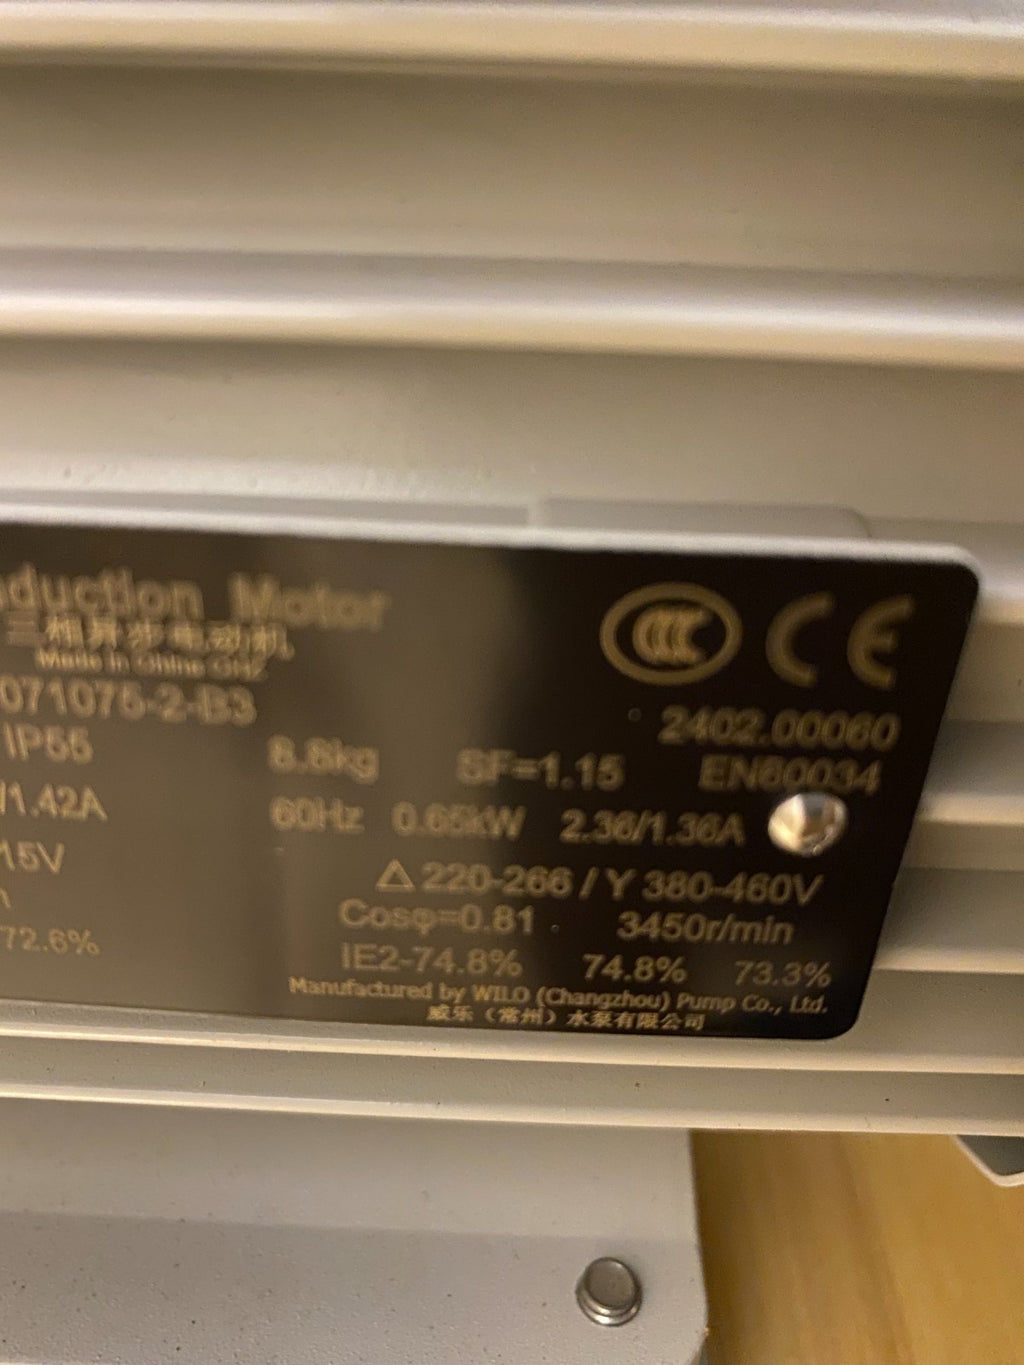 nduction Motor
三相异步电动机
Made in China
CCC CE
071075-2-B3
2402.00060
IP55 8.8kg SF=1.15 EN60034
/1.42A 60Hz 0.65kW 2.36/1.36A
15V △ 220-266 / Y 380-460V
Cosφ=0.81 3450r/min
72.6% IE2-74.8% 74.8% 73.3%
Manufactured by WILO (Changzhou) Pump Co., Ltd.
威乐（常州）水泵有限公司